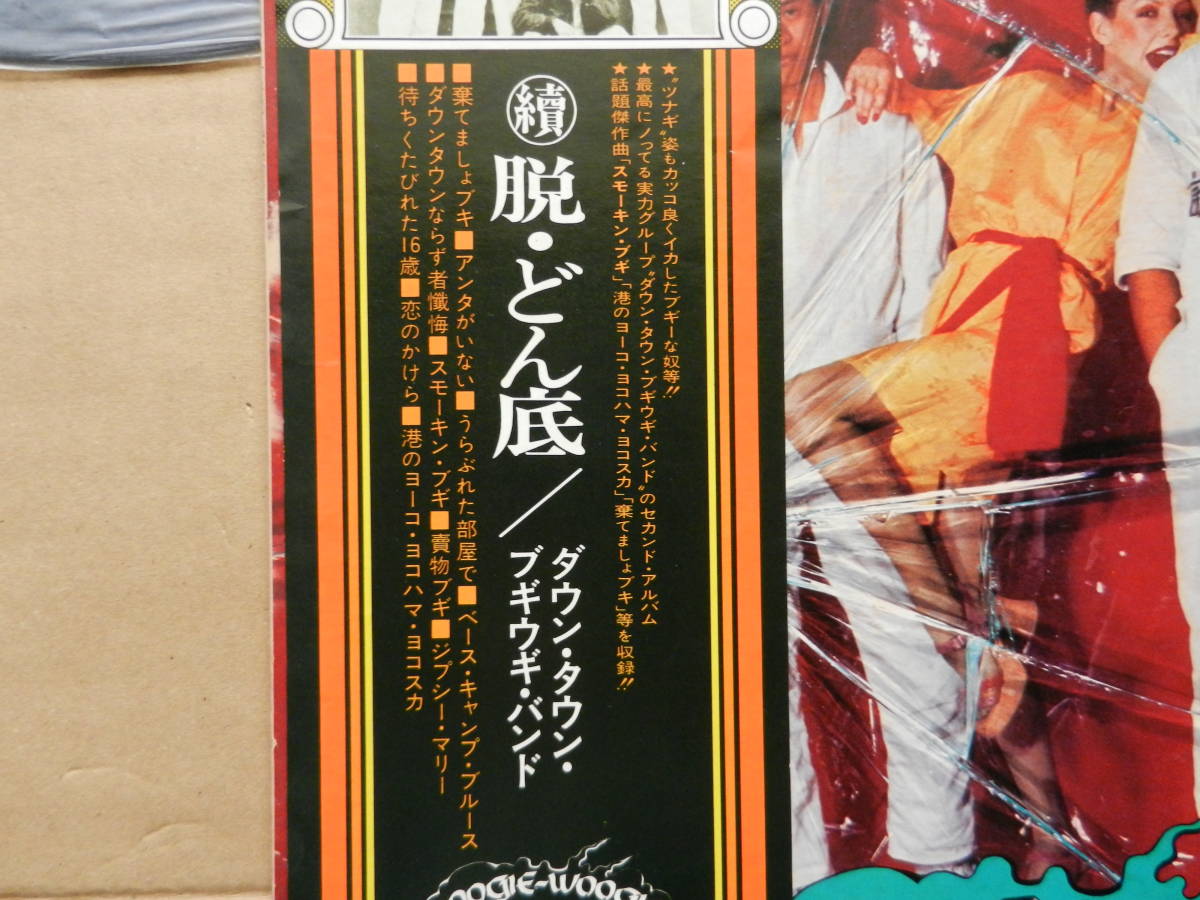 ★〝ツナギ〟姿もカッコ良くイカしたブギーな奴等!!
★最高にノッてる実力グループ〝ダウン・タウン・ブギウギ・バンド〟のセカンド・アルバム
★話題傑作曲「スモーキン・ブギ」「港のヨーコ・ヨコハマ・ヨコスカ」「棄てましょブキ」等を収録!!
續
脱・どん底／
ダウン・タウン・
ブギウギ・バンド
■棄てましょブキ■アンタがいない■うらぶれた部屋で■ベース・キャンプ・ブルース
■ダウンタウンならず者懺悔■スモーキン・ブギ■賣物ブギ■ジプシー・マリー
■待ちくたびれた16歳■恋のかけら■港のヨーコ・ヨコハマ・ヨコスカ
OOGIE-WOOGI